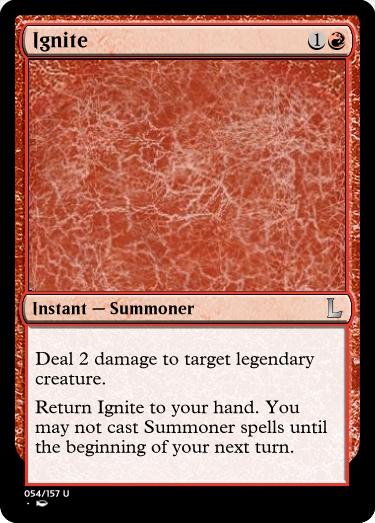 Ignite 1
Instant — Summoner L
Deal 2 damage to target legendary
creature.
Return Ignite to your hand. You
may not cast Summoner spells until
the beginning of your next turn.
054/157 U